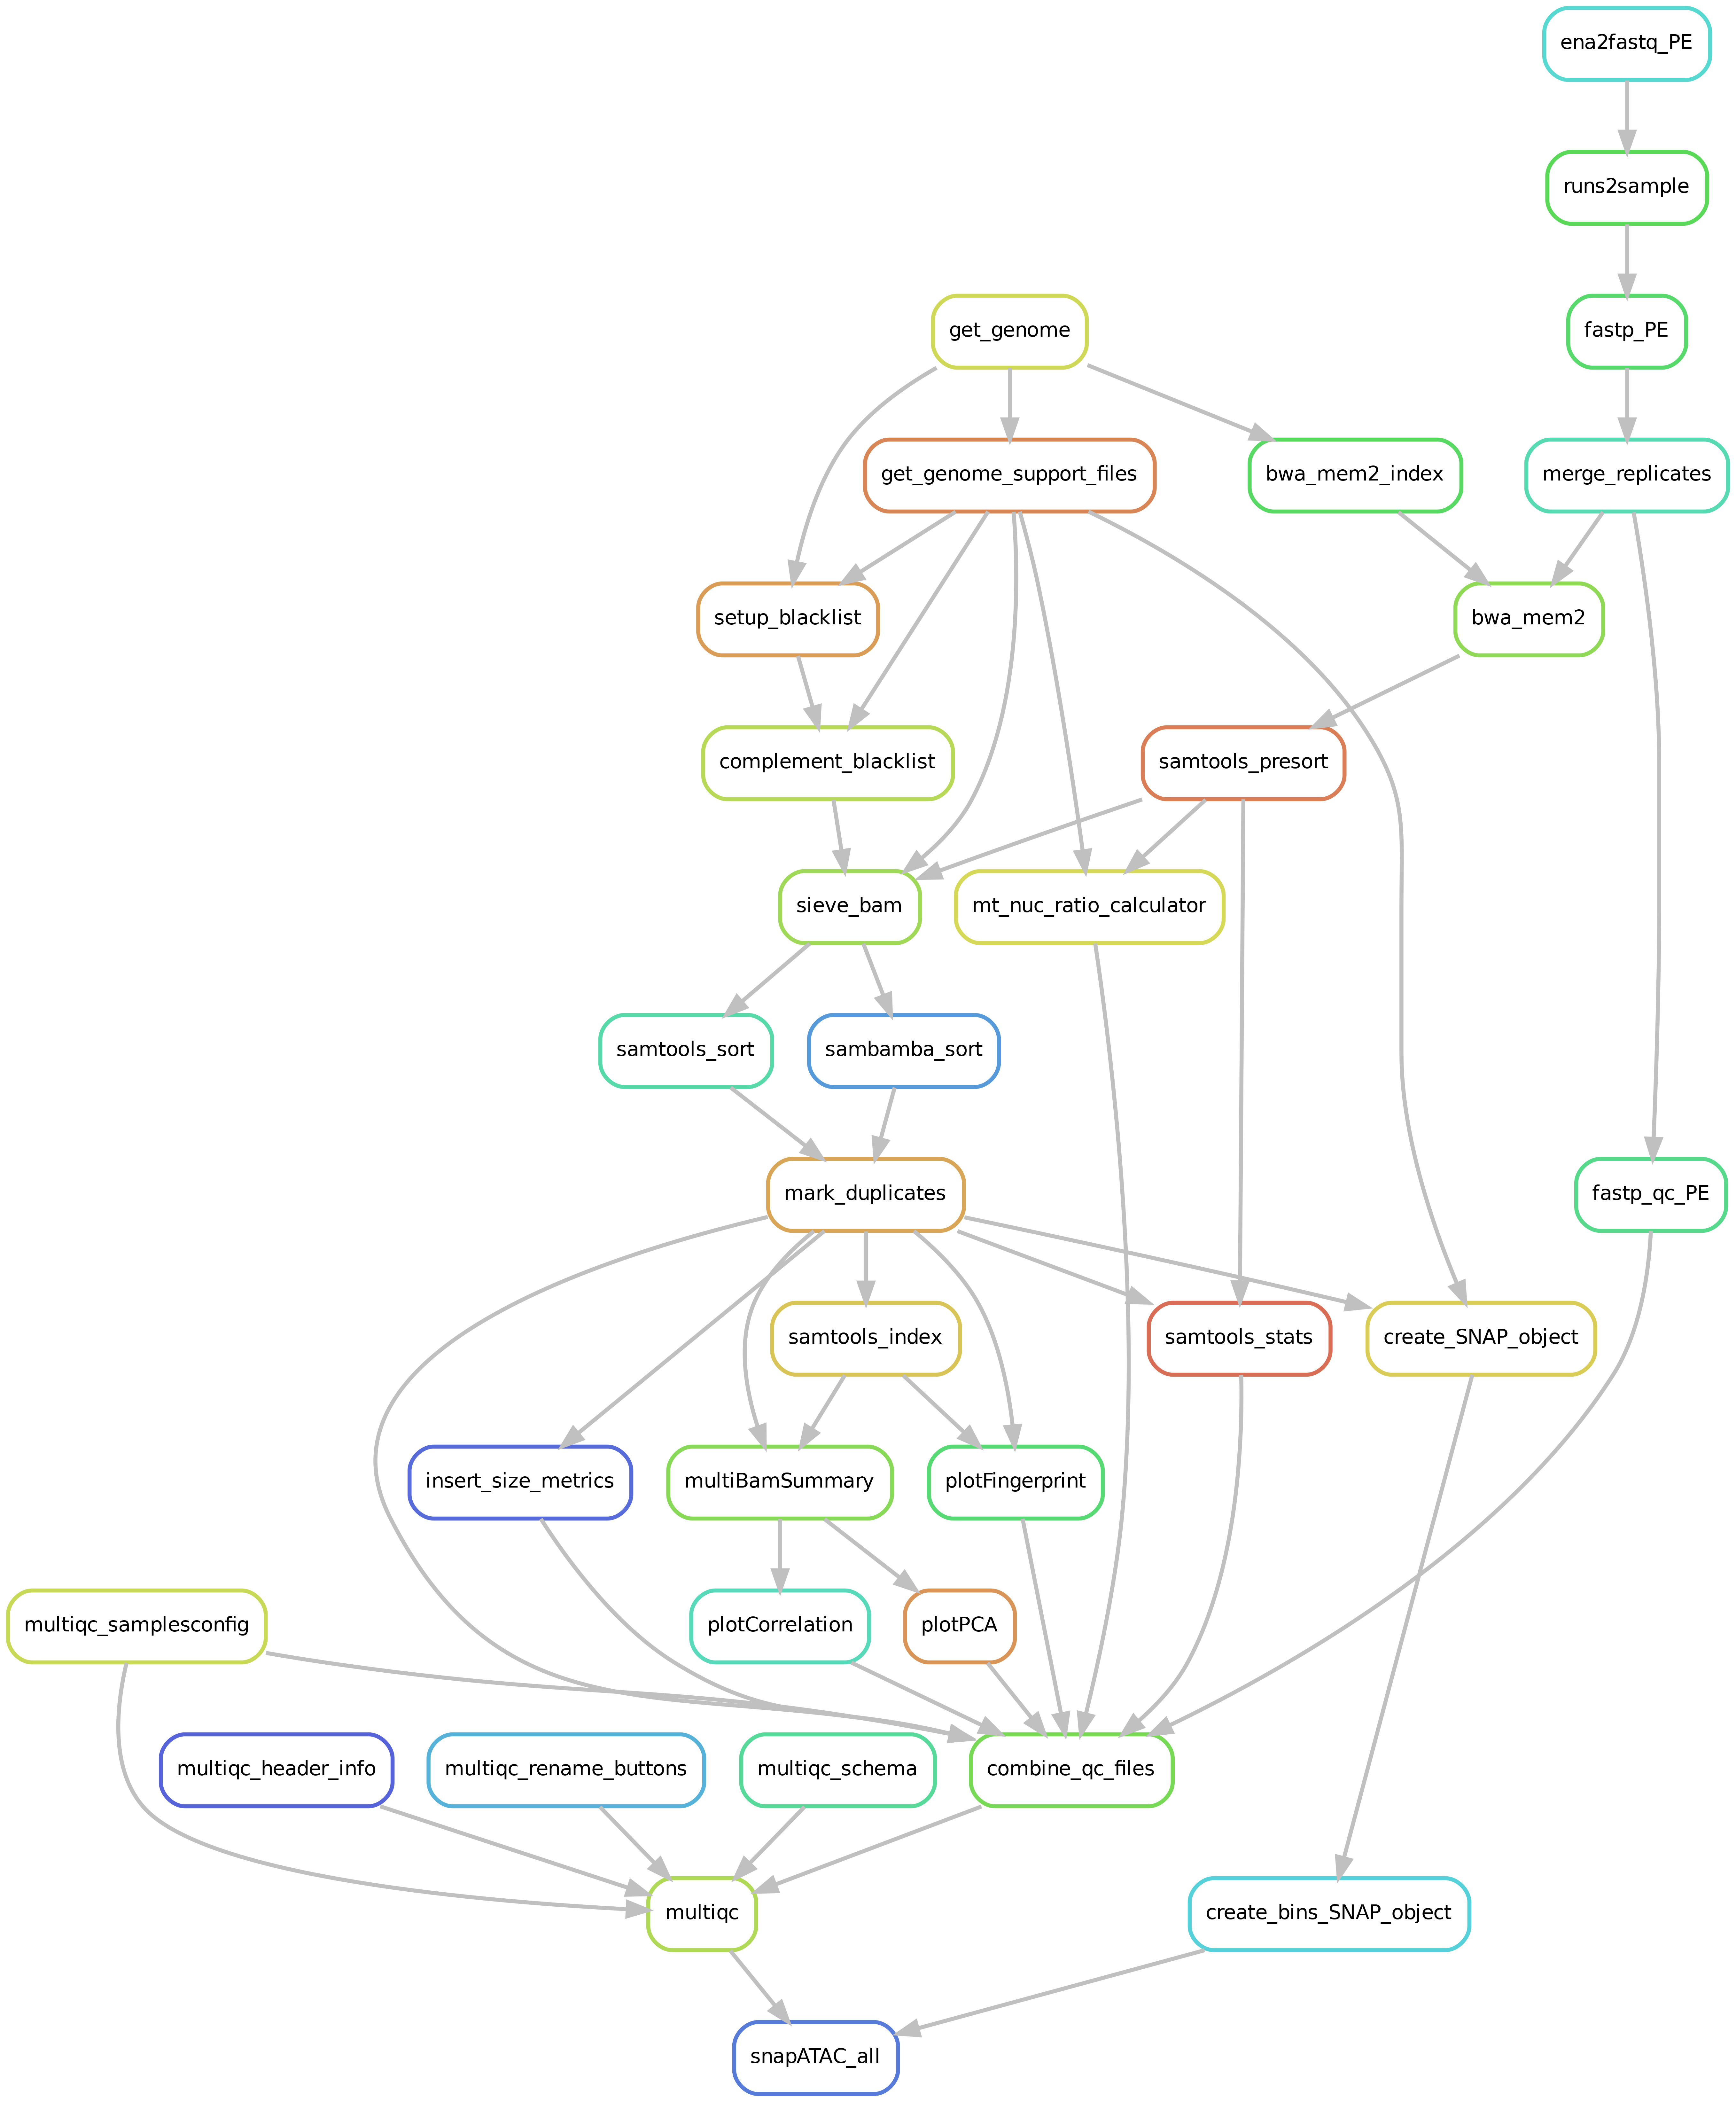 ena2fastq_PE
runs2sample
get_genome
fastp_PE
get_genome_support_files
bwa_mem2_index
merge_replicates
setup_blacklist
bwa_mem2
complement_blacklist
samtools_presort
sieve_bam
mt_nuc_ratio_calculator
samtools_sort
sambamba_sort
mark_duplicates
fastp_qc_PE
samtools_index
samtools_stats
create_SNAP_object
insert_size_metrics
multiBamSummary
plotFingerprint
multiqc_samplesconfig
plotCorrelation
plotPCA
multiqc_header_info
multiqc_rename_buttons
multiqc_schema
combine_qc_files
multiqc
create_bins_SNAP_object
snapATAC_all